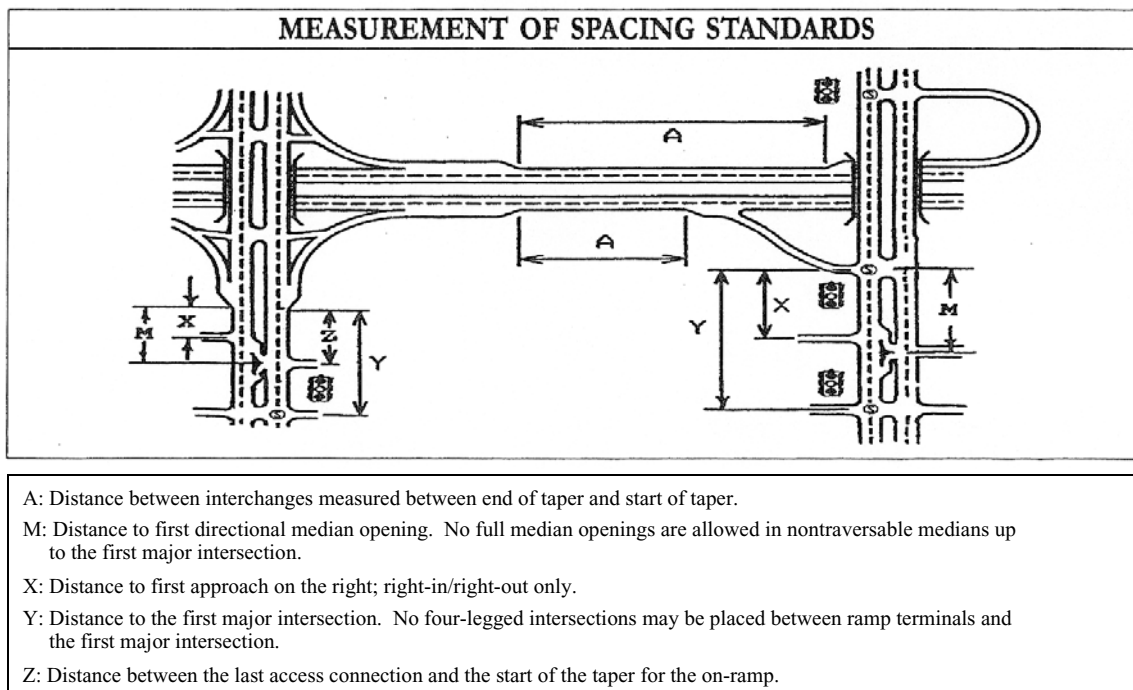 MEASUREMENT OF SPACING STANDARDS
A
A
M
X
Z
Y
Y
X
M
S
S
S
S
A: Distance between interchanges measured between end of taper and start of taper.
M: Distance to first directional median opening. No full median openings are allowed in nontraversable medians up
to the first major intersection.
X: Distance to first approach on the right; right-in/right-out only.
Y: Distance to the first major intersection. No four-legged intersections may be placed between ramp terminals and
the first major intersection.
Z: Distance between the last access connection and the start of the taper for the on-ramp.